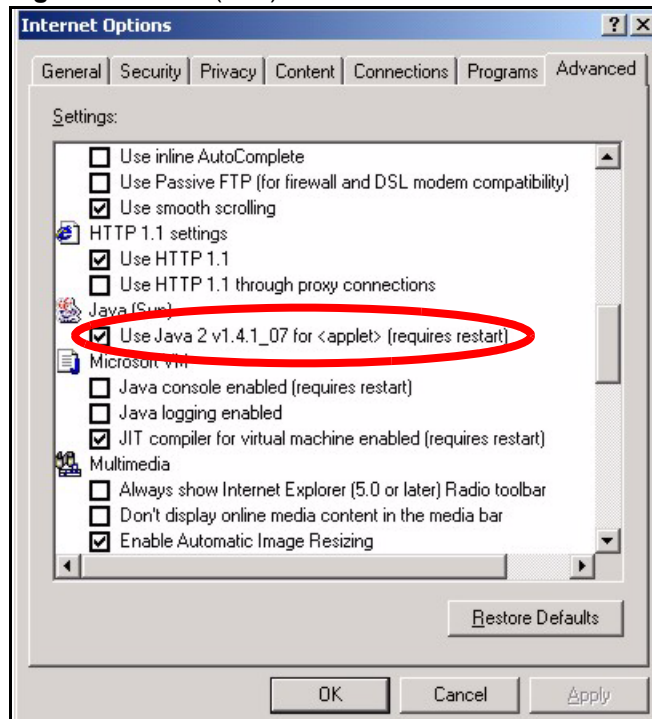 Internet Options
General Security Privacy Content Connections Programs Advanced
Settings:
Use inline AutoComplete
Use Passive FTP (for firewall and DSL modem compatibility)
Use smooth scrolling
HTTP 1.1 settings
Use HTTP 1.1
Use HTTP 1.1 through proxy connections
Java (Sun)
Use Java 2 v1.4.1_07 for <applet> (requires restart)
Microsoft VM
Java console enabled (requires restart)
Java logging enabled
JIT compiler for virtual machine enabled (requires restart)
Multimedia
Always show Internet Explorer (5.0 or later) Radio toolbar
Don't display online media content in the media bar
Enable Automatic Image Resizing
Restore Defaults
OK Cancel Apply